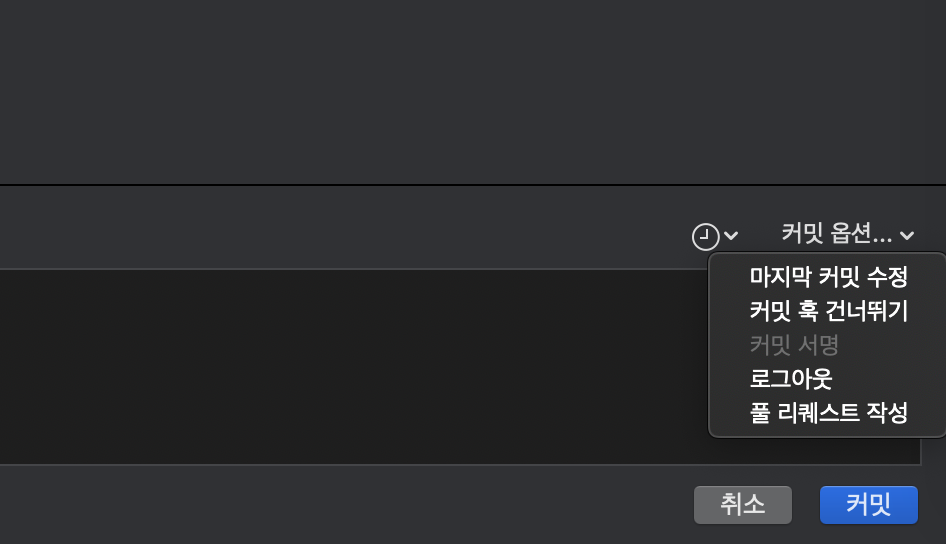 커밋 옵션...
마지막 커밋 수정
커밋 훅 건너뛰기
커밋 서명
로그아웃
풀 리퀘스트 작성
취소
커밋